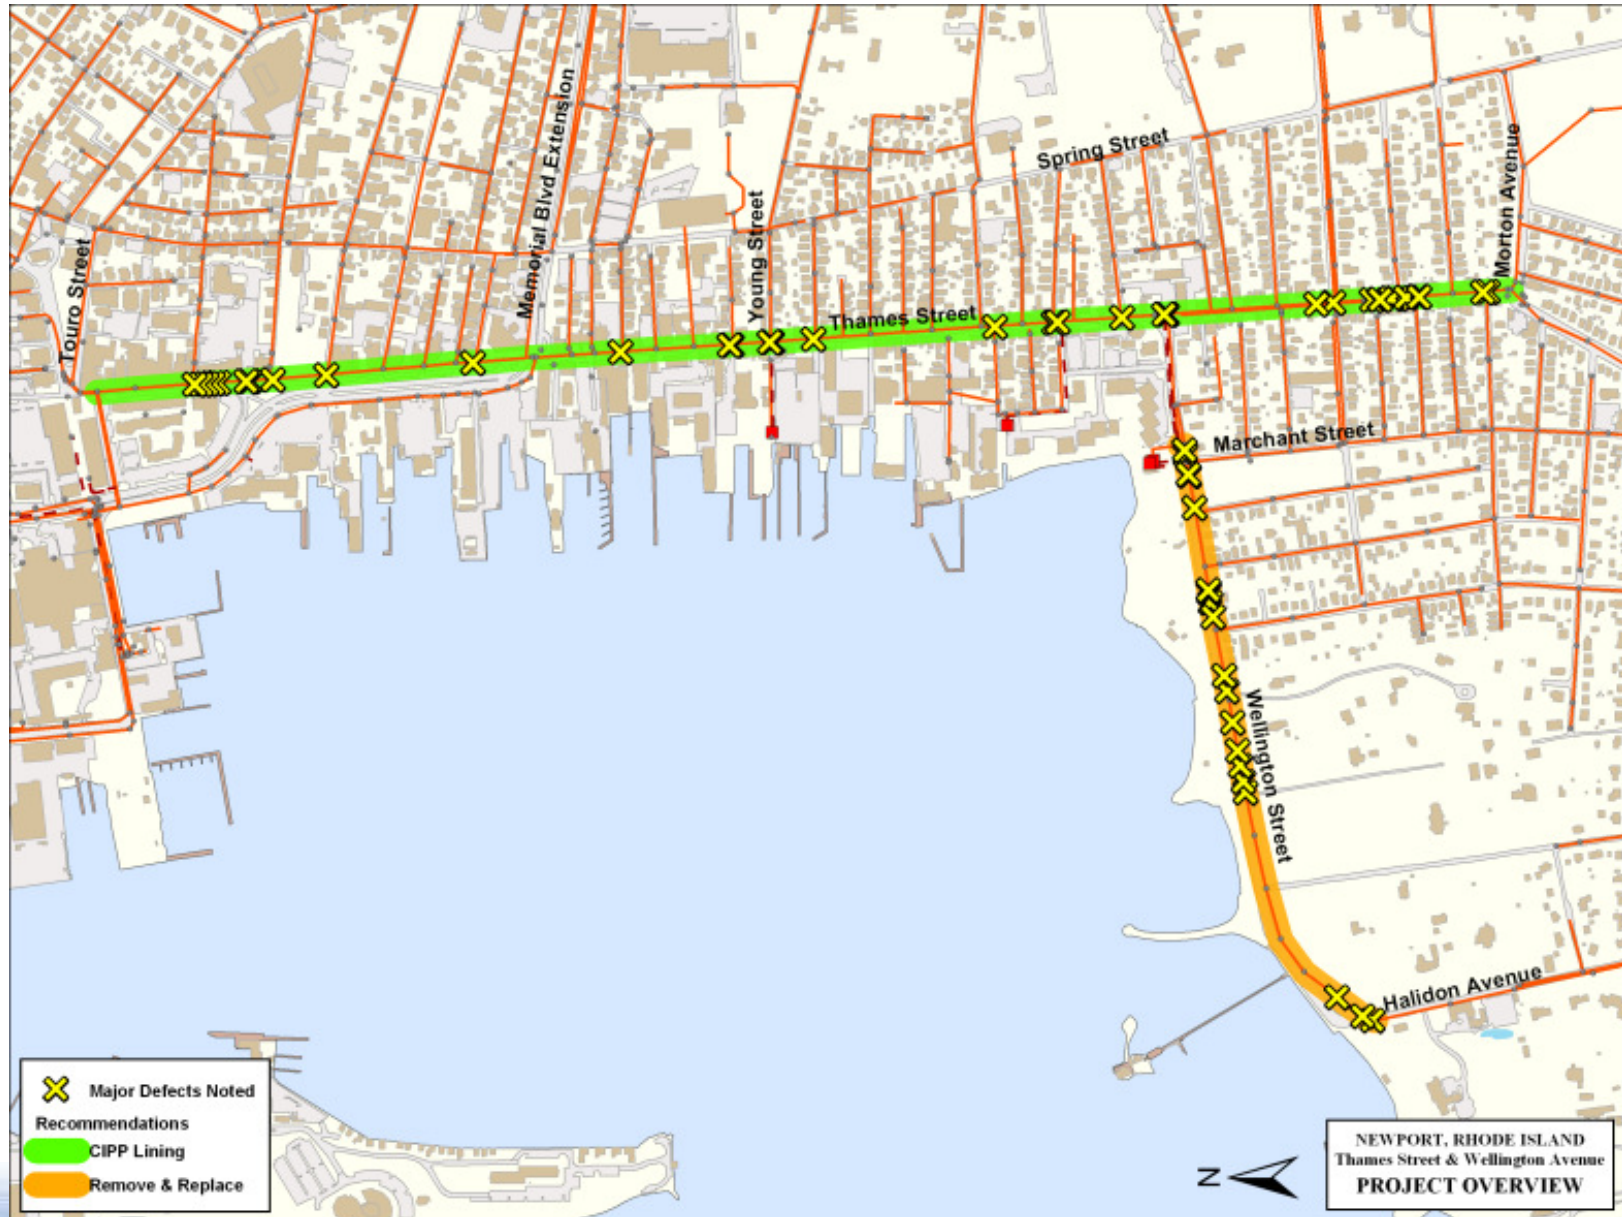 Spring Street
Morton Avenue
Memorial Blvd Extension
Young Street
Touro Street
Thames Street
Marchant Street
Wellington Street
Halidon Avenue
Major Defects Noted
Recommendations
CIPP Lining
Remove & Replace
N
NEWPORT, RHODE ISLAND
Thames Street & Wellington Avenue
PROJECT OVERVIEW